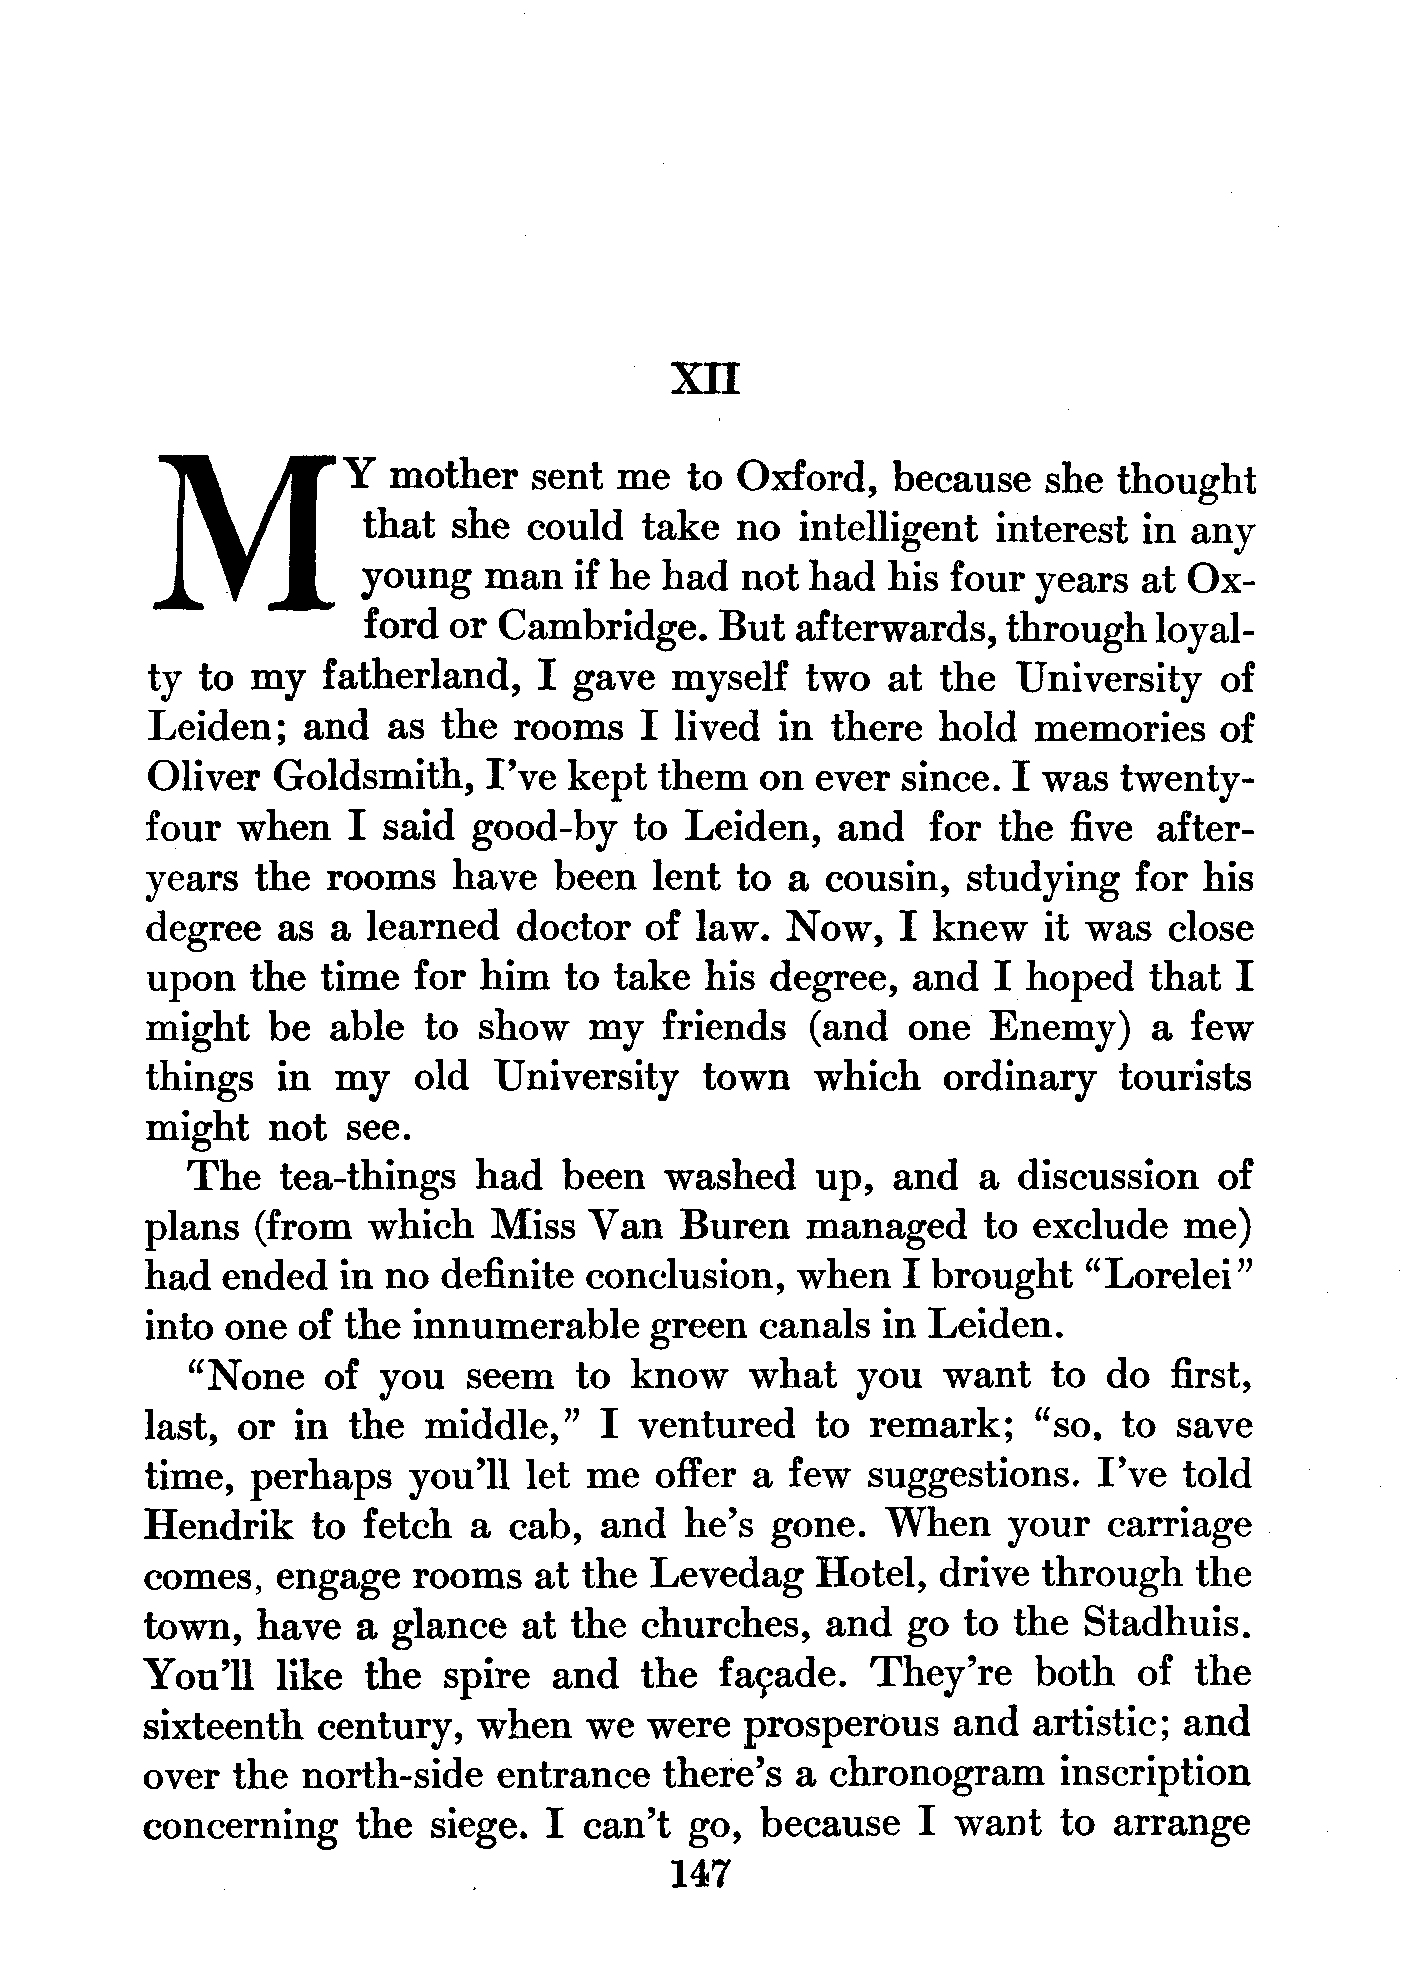 XII
MY mother sent me to Oxford, because she thought
that she could take no intelligent interest in any
young man if he had not had his four years at Ox-
ford or Cambridge. But afterwards, through loyal-
ty to my fatherland, I gave myself two at the University of
Leiden; and as the rooms I lived in there hold memories of
Oliver Goldsmith, I've kept them on ever since. I was twenty-
four when I said good-by to Leiden, and for the five after-
years the rooms have been lent to a cousin, studying for his
degree as a learned doctor of law. Now, I knew it was close
upon the time for him to take his degree, and I hoped that I
might be able to show my friends (and one Enemy) a few
things in my old University town which ordinary tourists
might not see.
The tea-things had been washed up, and a discussion of
plans (from which Miss Van Buren managed to exclude me)
had ended in no definite conclusion, when I brought “Lorelei”
into one of the innumerable green canals in Leiden.
“None of you seem to know what you want to do first,
last, or in the middle,” I ventured to remark; “so, to save
time, perhaps you'll let me offer a few suggestions. I've told
Hendrik to fetch a cab, and he's gone. When your carriage
comes, engage rooms at the Levedag Hotel, drive through the
town, have a glance at the churches, and go to the Stadhuis.
You'll like the spire and the façade. They're both of the
sixteenth century, when we were prosperous and artistic; and
over the north-side entrance there's a chronogram inscription
concerning the siege. I can't go, because I want to arrange
147